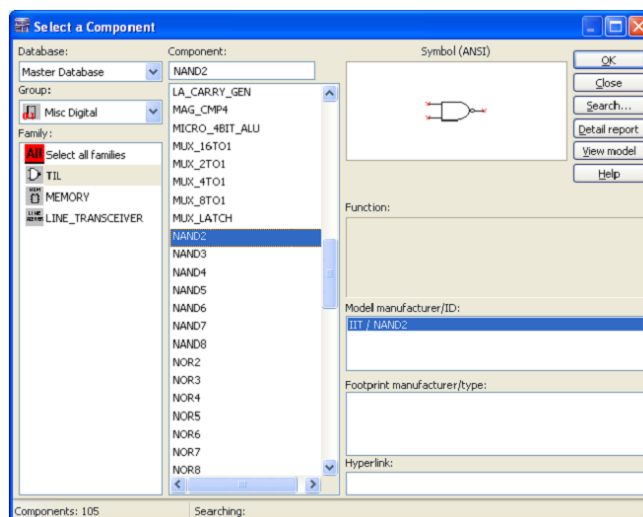 Select a Component
Database:
Master Database
Group:
Misc Digital
Family:
All Select all families
TIL
MEMORY
LINE_TRANSCEIVER
Component:
NAND2
LA_CARRY_GEN
MAG_CMP4
MICRO_4BIT_ALU
MUX_16TO1
MUX_2TO1
MUX_4TO1
MUX_8TO1
MUX_LATCH
NAND2
NAND3
NAND4
NAND5
NAND6
NAND7
NAND8
NOR2
NOR3
NOR4
NOR5
NOR6
NOR7
NOR8
Symbol (ANSI)
Function:
Model manufacturer/ID:
IIT / NAND2
Footprint manufacturer/type:
Hyperlink:
OK
Close
Search...
Detail report
View model
Help
Components: 105
Searching: